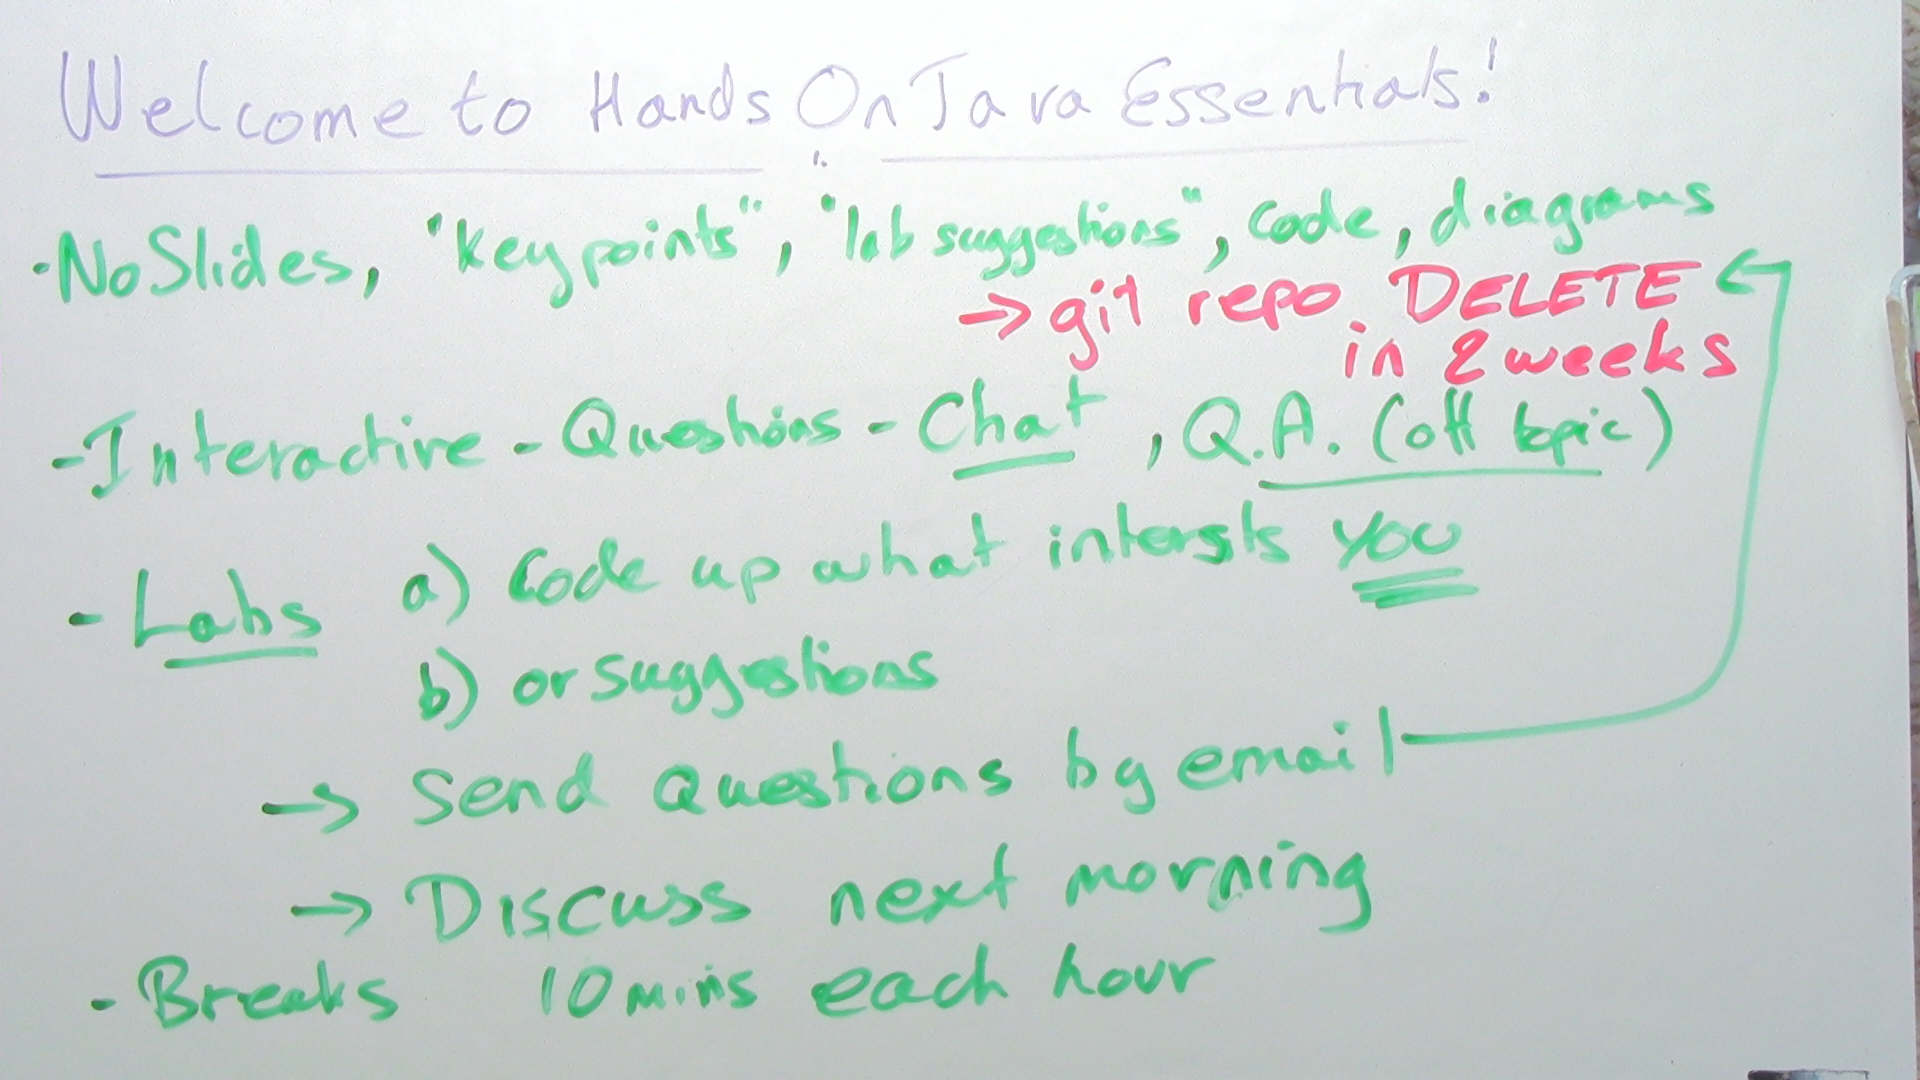 Welcome to Hands On Java Essentials!
- No Slides, "key points", "lab suggestions", code, diagrams
→ git repo. DELETE
in 2 weeks
- Interactive - Questions - Chat, Q.A. (off topic)
- Labs a) Code up what intersts YOU
b) or suggestions
→ Send Questions by email
→ Discuss next morning
- Breaks 10 mins each hour